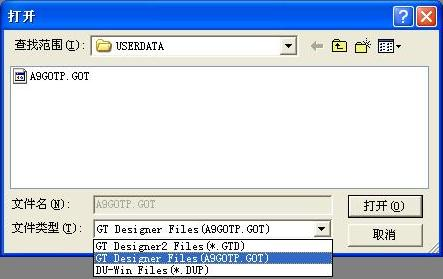 打开
查找范围(I):
USERDATA
A9GOTP.GOT
文件名(N):
A9GOTP.GOT
打开(O)
文件类型(T):
GT Designer Files(A9GOTP.GOT)
取消
GT Designer2 Files(*.GTD)
GT Designer Files(A9GOTP.GOT)
DU-Win Files(*.DUP)